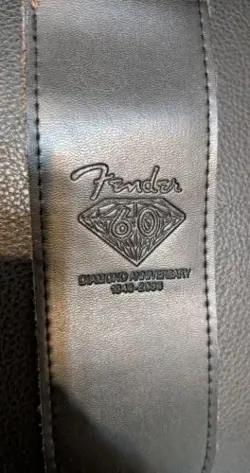 Fender
60
DIAMOND ANNIVERSARY
1946-2006